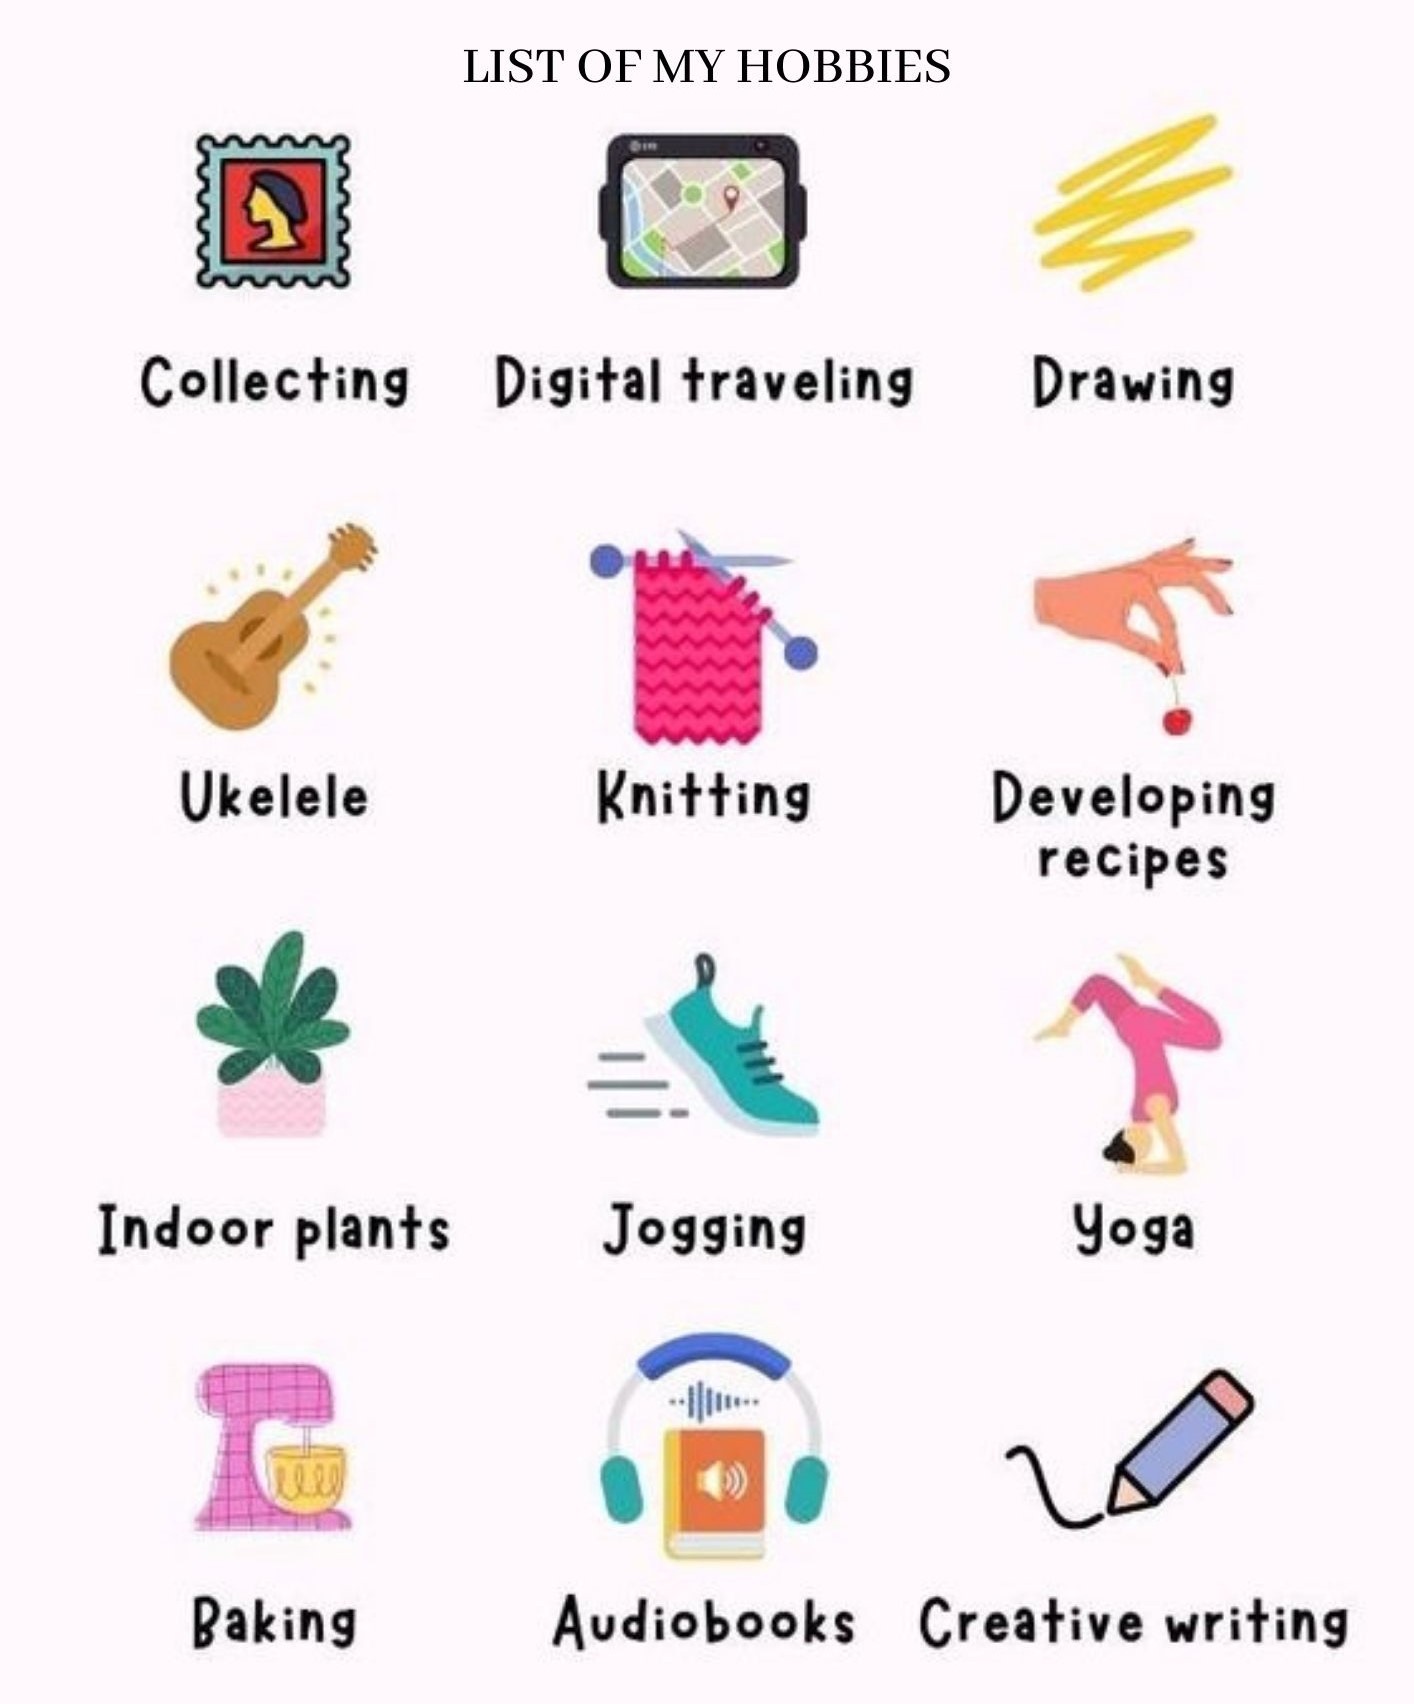 LIST OF MY HOBBIES
Collecting
Digital traveling
Drawing
Ukelele
Knitting
Developing
recipes
Indoor plants
Jogging
Yoga
Baking
Audiobooks
Creative writing